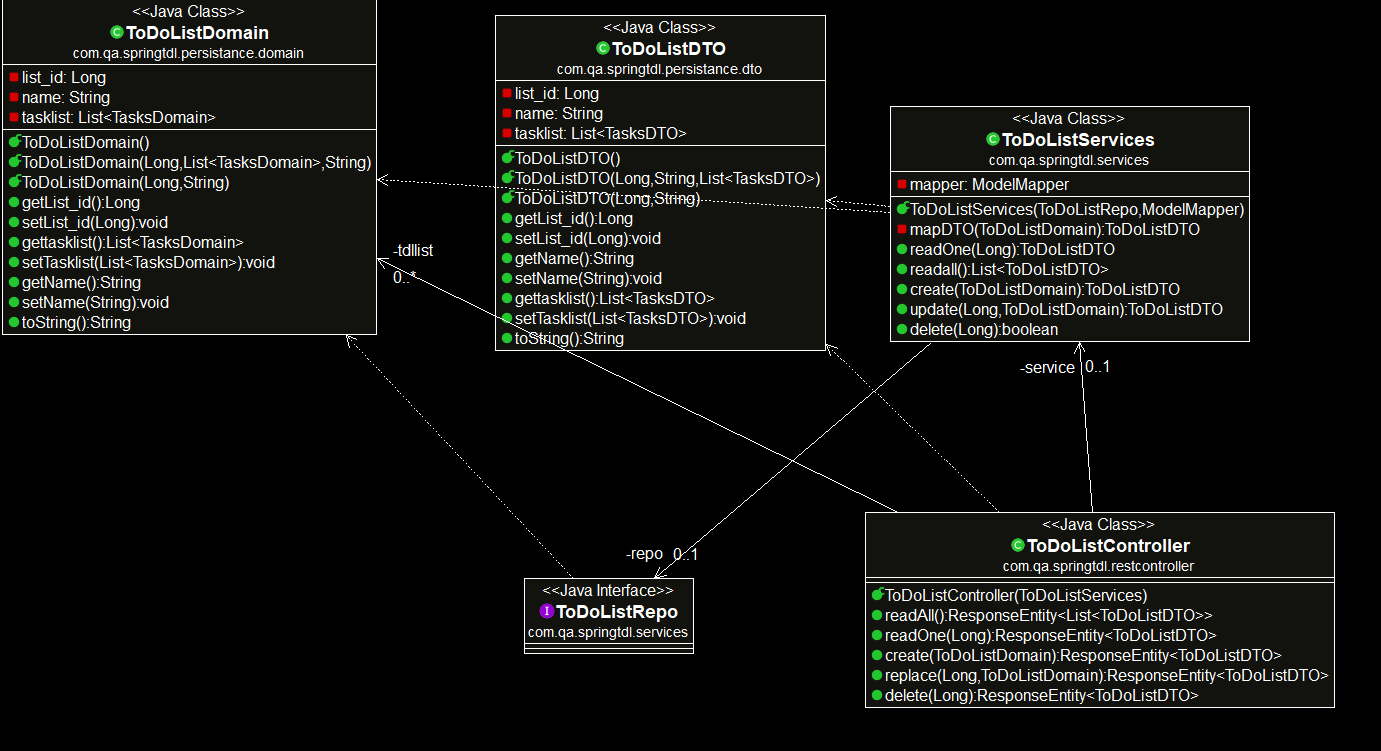 <<Java Class>>
ToDoListDomain
com.qa.springtdl.persistance.domain
list_id: Long
name: String
tasklist: List<TasksDomain>
ToDoListDomain()
ToDoListDomain(Long,List<TasksDomain>,String)
ToDoListDomain(Long,String)
getList_id():Long
setList_id(Long):void
gettasklist():List<TasksDomain>
setTasklist(List<TasksDomain>):void
getName():String
setName(String):void
toString():String
<<Java Class>>
ToDoListDTO
com.qa.springtdl.persistance.dto
list_id: Long
name: String
tasklist: List<TasksDTO>
ToDoListDTO()
ToDoListDTO(Long,String,List<TasksDTO>)
ToDoListDTO(Long,String)
getList_id():Long
setList_id(Long):void
getName():String
setName(String):void
gettasklist():List<TasksDTO>
setTasklist(List<TasksDTO>):void
toString():String
<<Java Class>>
ToDoListServices
com.qa.springtdl.services
mapper: ModelMapper
ToDoListServices(ToDoListRepo,ModelMapper)
mapDTO(ToDoListDomain):ToDoListDTO
readOne(Long):ToDoListDTO
readall():List<ToDoListDTO>
create(ToDoListDomain):ToDoListDTO
update(Long,ToDoListDomain):ToDoListDTO
delete(Long):boolean
-tdllist
0..*
-service 0..1
-repo 0..1
<<Java Interface>>
ToDoListRepo
com.qa.springtdl.services
<<Java Class>>
ToDoListController
com.qa.springtdl.restcontroller
ToDoListController(ToDoListServices)
readAll():ResponseEntity<List<ToDoListDTO>>
readOne(Long):ResponseEntity<ToDoListDTO>
create(ToDoListDomain):ResponseEntity<ToDoListDTO>
replace(Long,ToDoListDomain):ResponseEntity<ToDoListDTO>
delete(Long):ResponseEntity<ToDoListDTO>